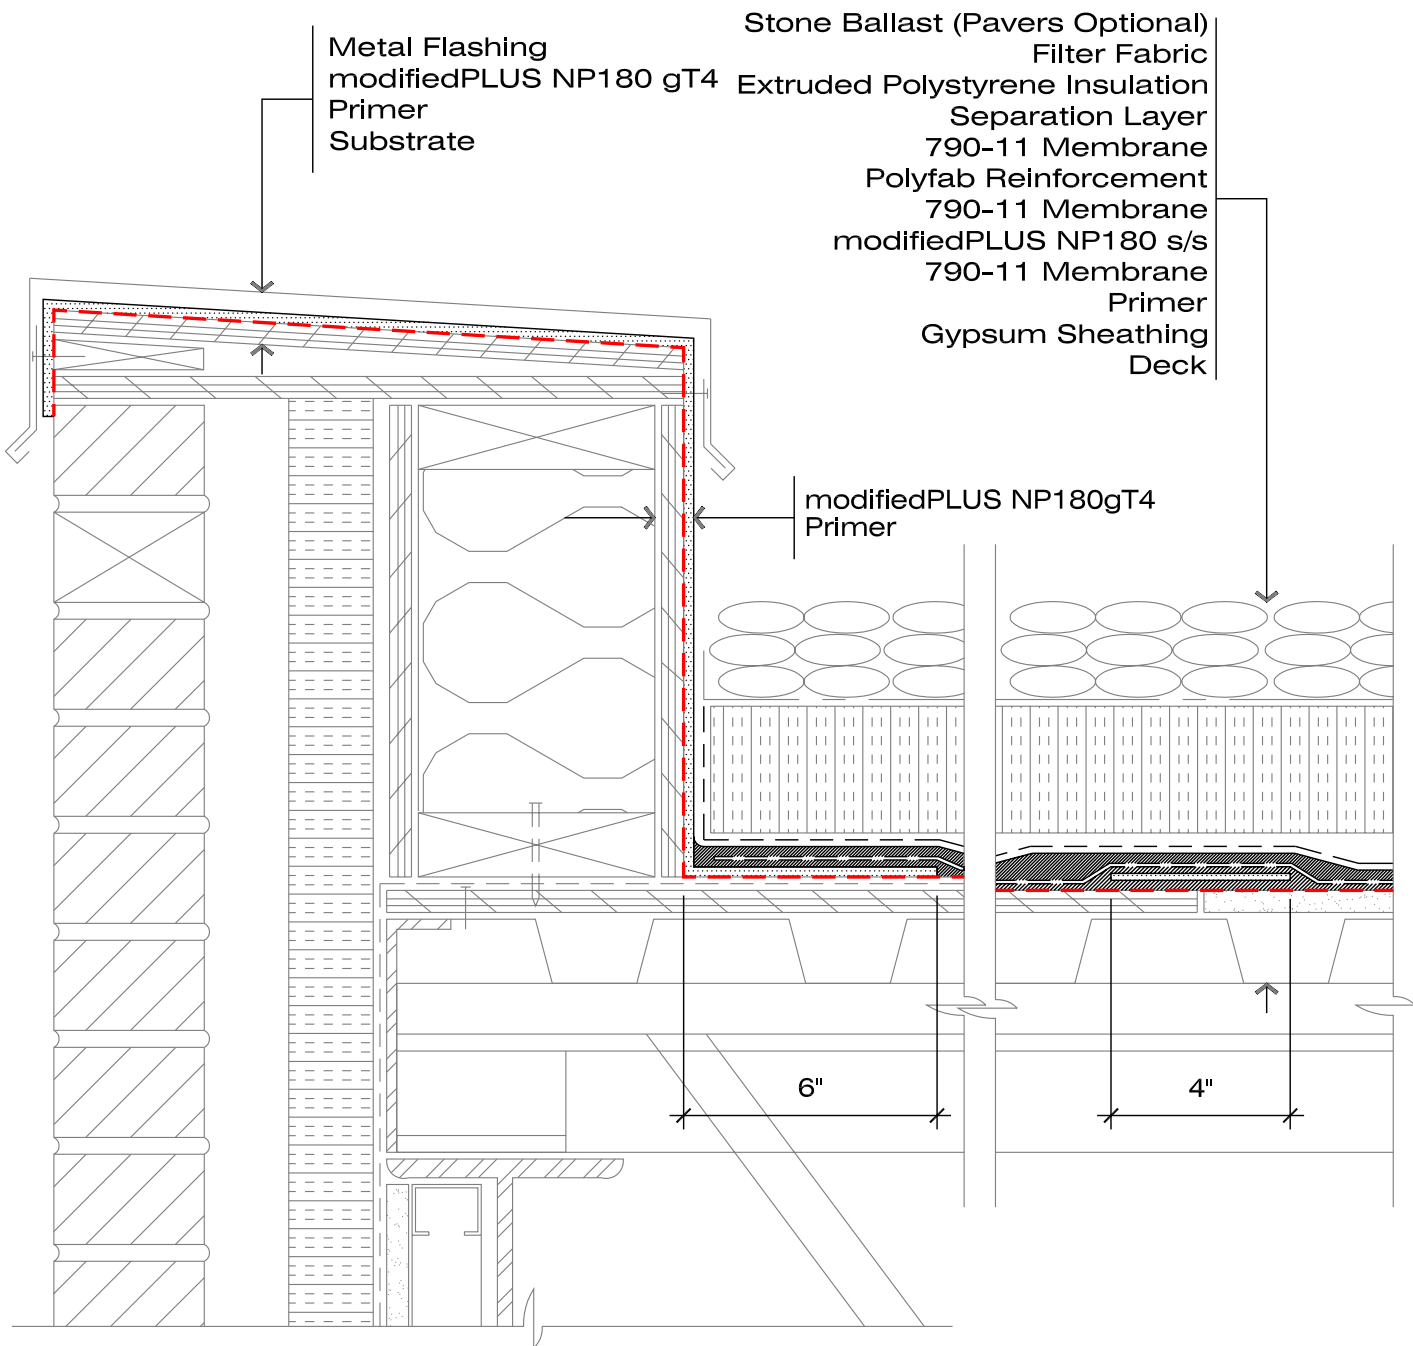 Metal Flashing
modifiedPLUS NP180 gT4
Primer
Substrate
Stone Ballast (Pavers Optional)
Filter Fabric
Extruded Polystyrene Insulation
Separation Layer
790-11 Membrane
Polyfab Reinforcement
790-11 Membrane
modifiedPLUS NP180 s/s
790-11 Membrane
Primer
Gypsum Sheathing
Deck
modifiedPLUS NP180gT4
Primer
6"
4"